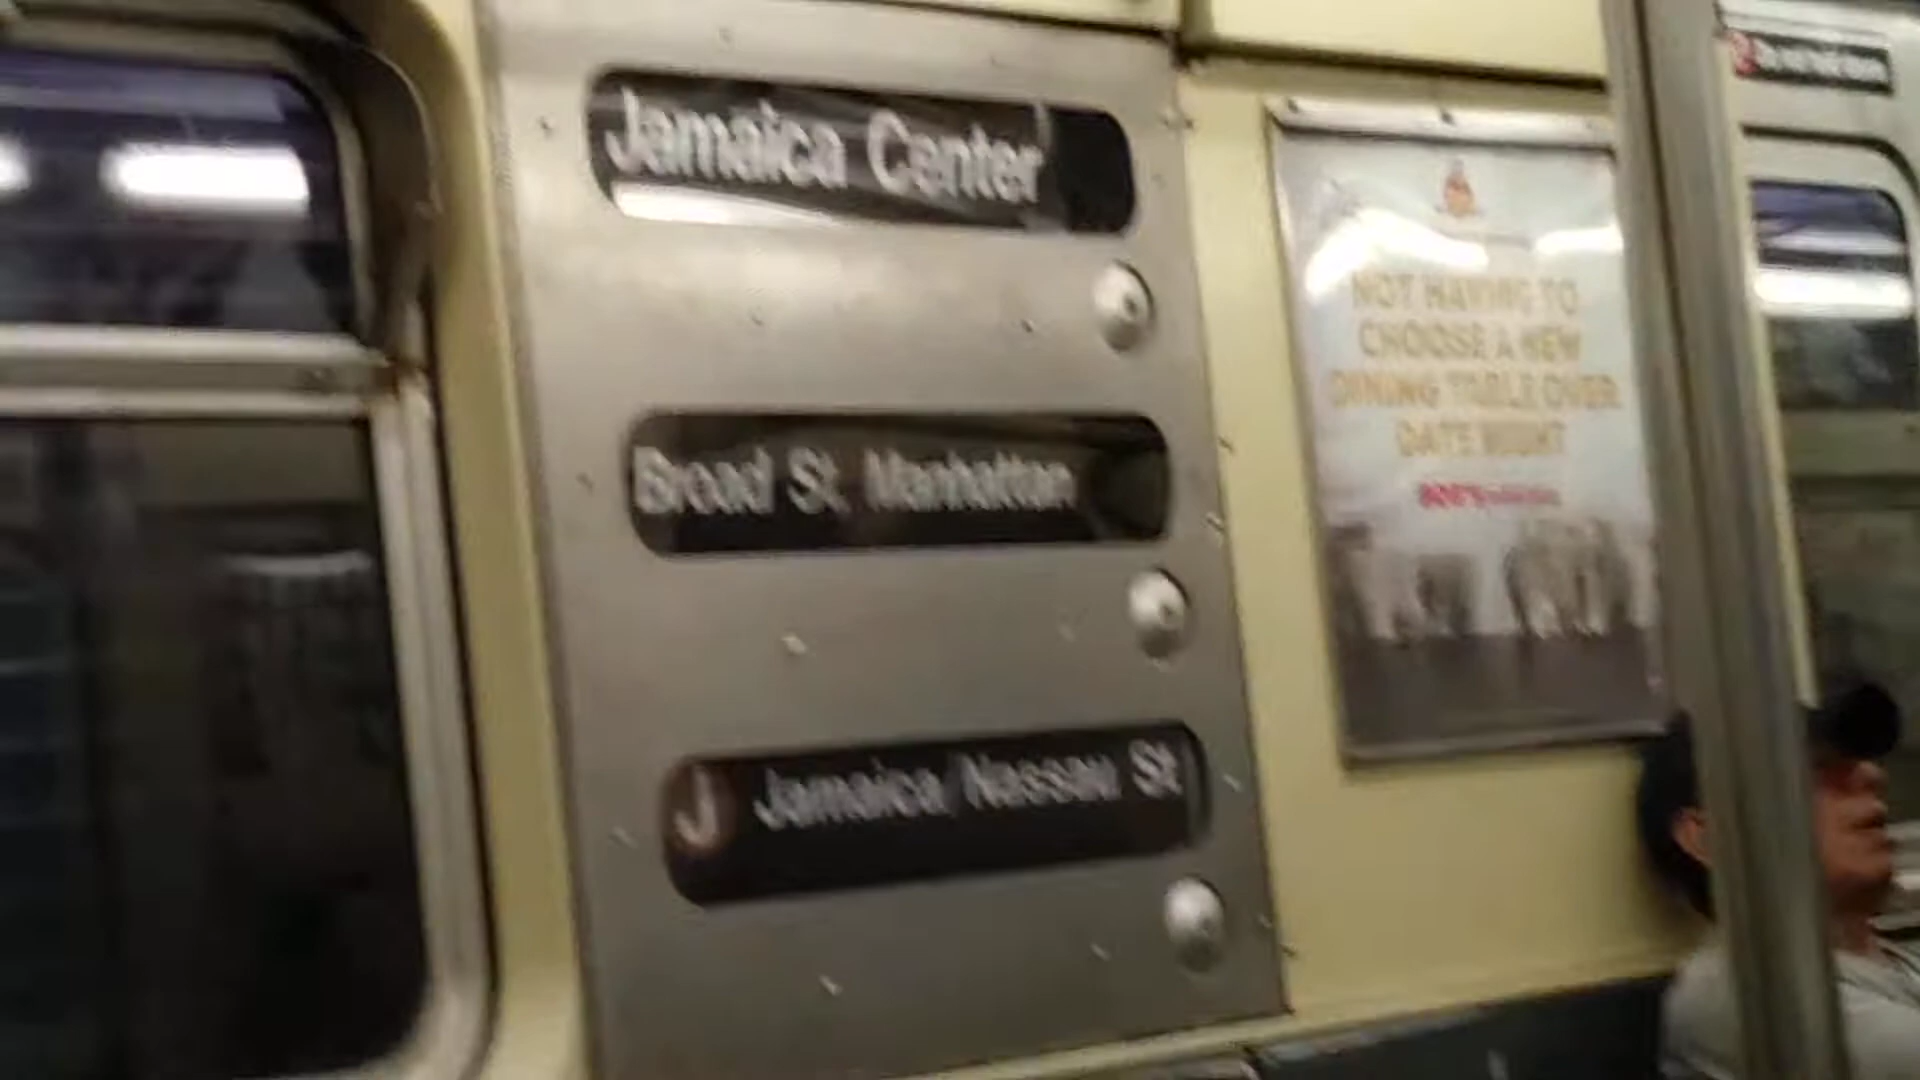 Jamaica Center
Broad St. Manhattan
J Jamaica/Nassau St
NOT HAVING TO
CHOOSE A NEW
DINING TABLE OVER
DATE NIGHT